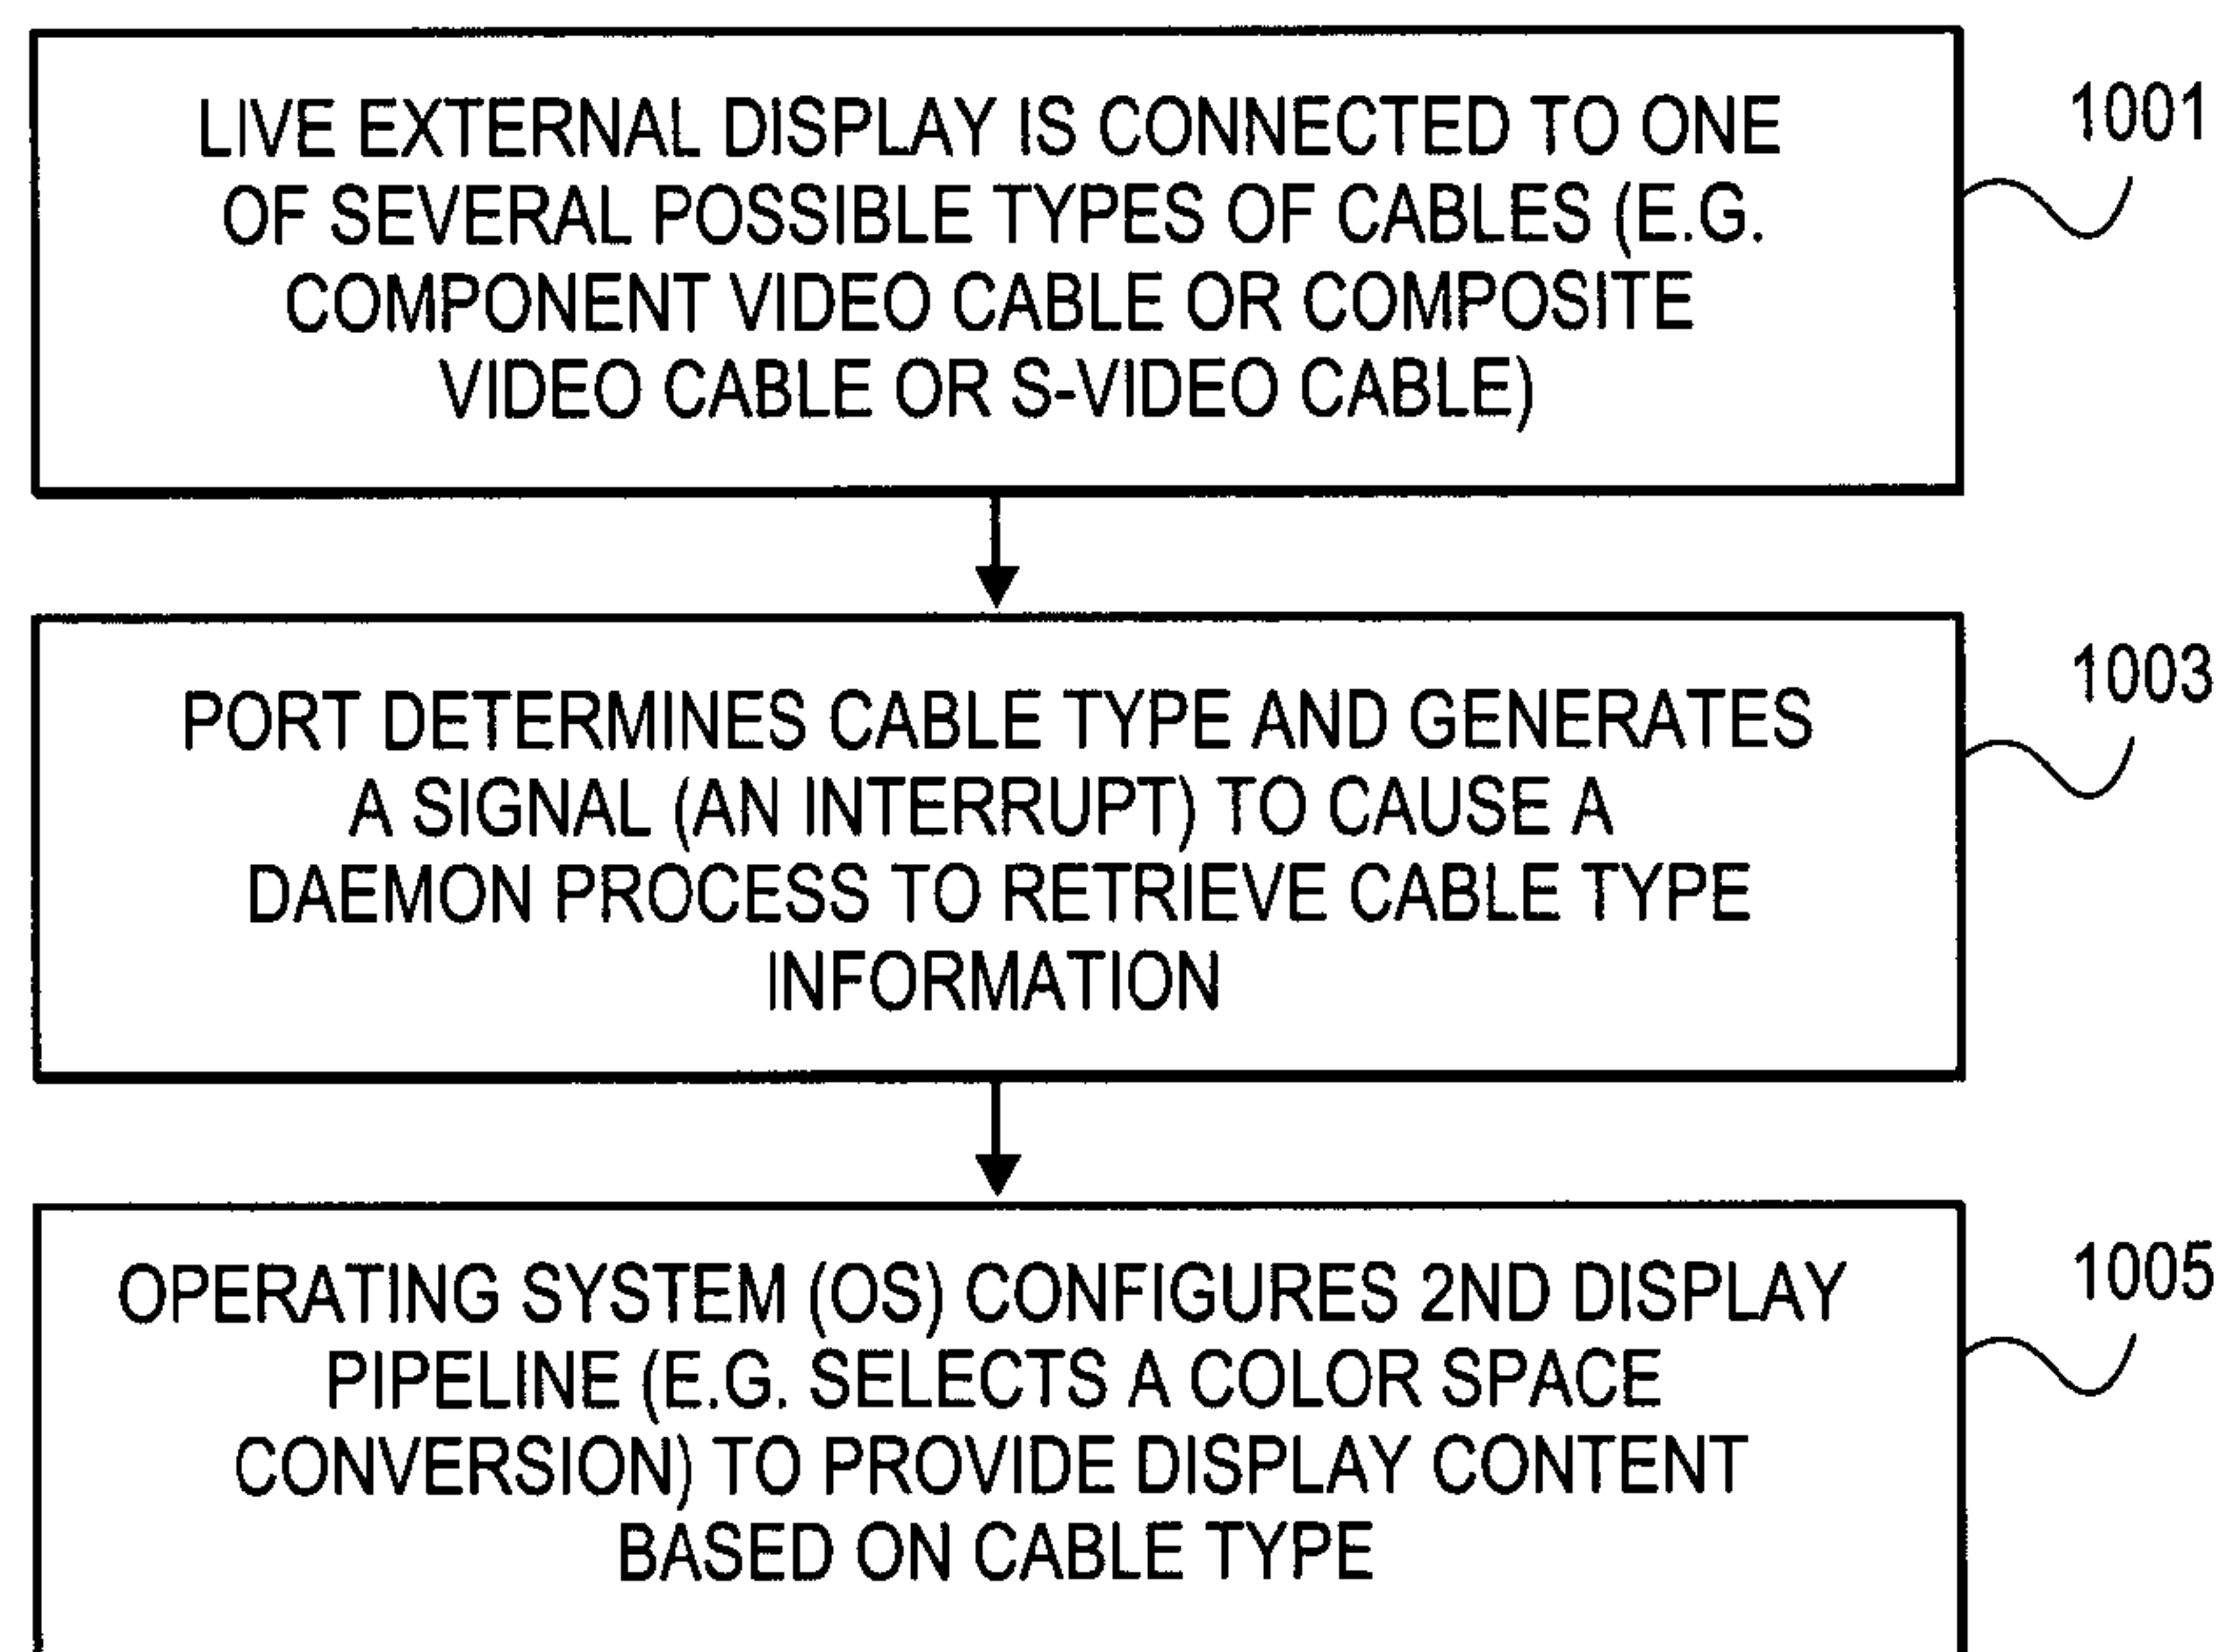 LIVE EXTERNAL DISPLAY IS CONNECTED TO ONE
OF SEVERAL POSSIBLE TYPES OF CABLES (E.G.
COMPONENT VIDEO CABLE OR COMPOSITE
VIDEO CABLE OR S-VIDEO CABLE)
1001
PORT DETERMINES CABLE TYPE AND GENERATES
A SIGNAL (AN INTERRUPT) TO CAUSE A
DAEMON PROCESS TO RETRIEVE CABLE TYPE
INFORMATION
1003
OPERATING SYSTEM (OS) CONFIGURES 2ND DISPLAY
PIPELINE (E.G. SELECTS A COLOR SPACE
CONVERSION) TO PROVIDE DISPLAY CONTENT
BASED ON CABLE TYPE
1005